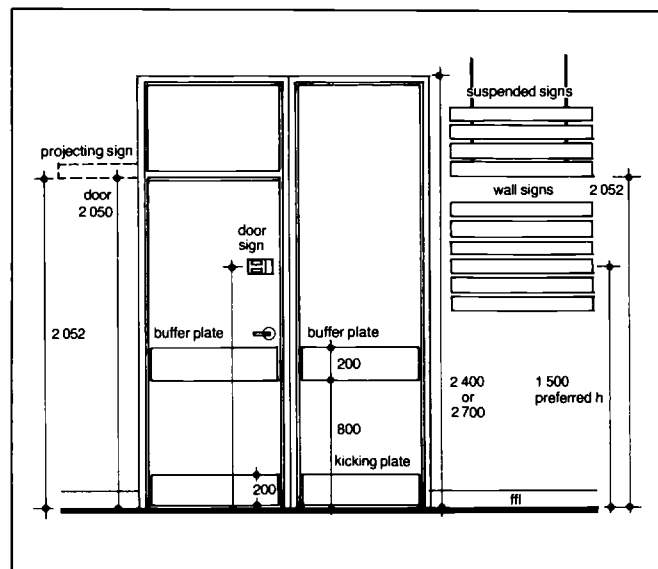 suspended signs
projecting sign
wall signs
2 052
door
2 050
door
sign
2 052
buffer plate
buffer plate
200
2 400
or
2 700
1 500
preferred h
800
kicking plate
200
ffl